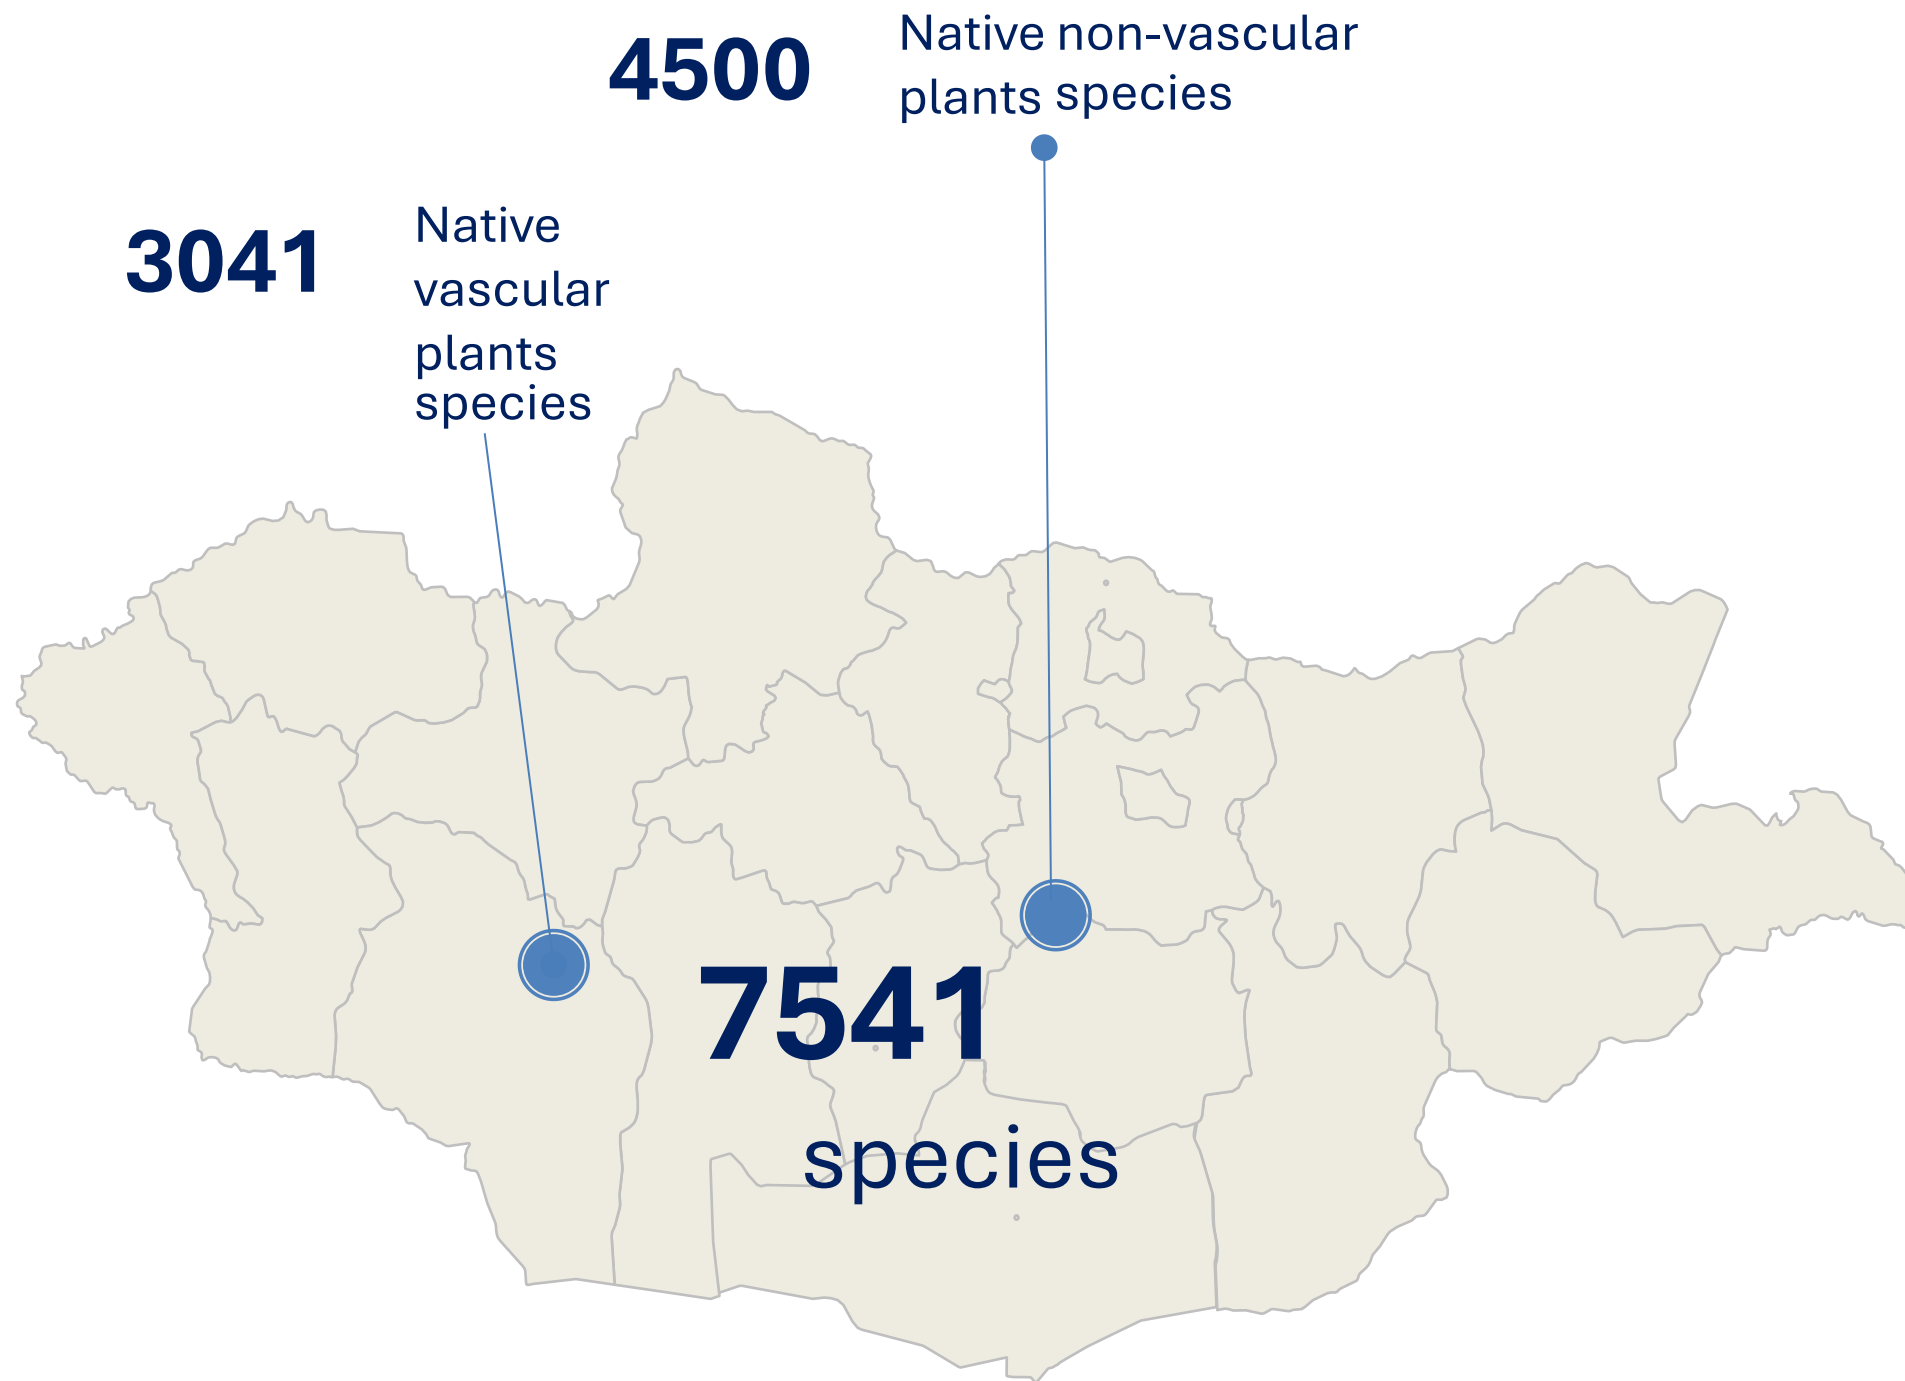 4500
Native non-vascular
plants species
3041
Native
vascular
plants
species
7541
species